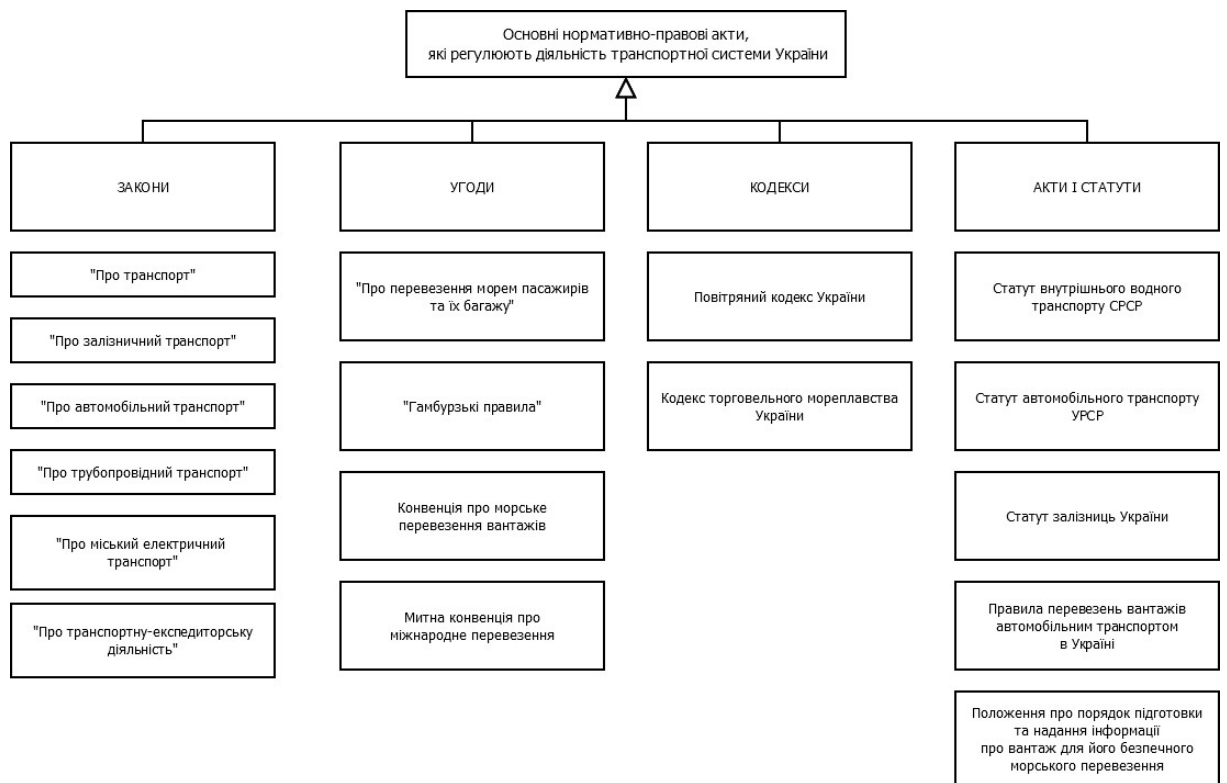 Основні нормативно-правові акти,
які регулюють діяльність транспортної системи України
ЗАКОНИ
"Про транспорт"
"Про залізничний транспорт"
"Про автомобільний транспорт"
"Про трубопровідний транспорт"
"Про міський електричний
транспорт"
"Про транспортну-експедиторську
діяльність"
УГОДИ
"Про перевезення морем пасажирів
та їх багажу"
"Гамбурзькі правила"
Конвенція про морське
перевезення вантажів
Митна конвенція про
міжнародне перевезення
КОДЕКСИ
Повітряний кодекс України
Кодекс торговельного мореплавства
України
АКТИ І СТАТУТИ
Статут внутрішнього водного
транспорту СРСР
Статут автомобільного транспорту
УРСР
Статут залізниць України
Правила перевезень вантажів
автомобільним транспортом
в Україні
Положення про порядок підготовки
та надання інформації
про вантаж для його безпечного
морського перевезення